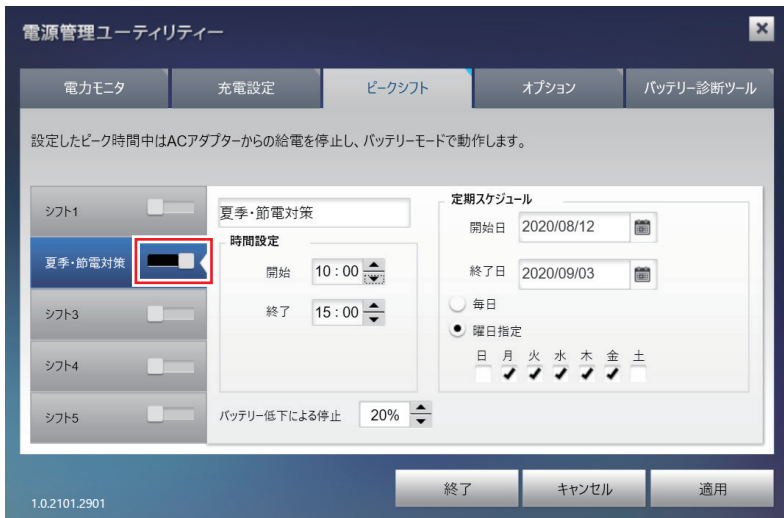 電源管理ユーティリティー
電力モニタ
充電設定
ピークシフト
オプション
バッテリー診断ツール
設定したピーク時間中はACアダプターからの給電を停止し、バッテリーモードで動作します。
シフト1
夏季・節電対策
シフト3
シフト4
シフト5
夏季・節電対策
時間設定
開始 10:00
終了 15:00
バッテリー低下による停止 20%
定期スケジュール
開始日 2020/08/12
終了日 2020/09/03
毎日
曜日指定
日 月 火 水 木 金 土
1.0.2101.2901
終了
キャンセル
適用